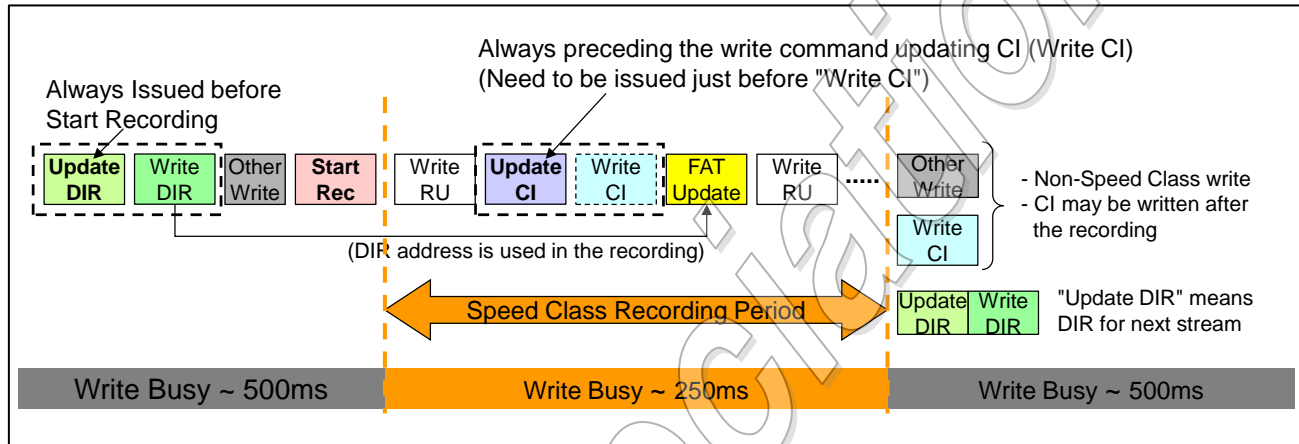 Always preceding the write command updating CI (Write CI)
(Need to be issued just before "Write CI")
Always Issued before
Start Recording
Update
DIR
Write
DIR
Other
Write
Start
Rec
Write
RU
Update
CI
Write
CI
FAT
Update
Write
RU
.....
Other
Write
Write
CI
- Non-Speed Class write
- CI may be written after
the recording
(DIR address is used in the recording)
Speed Class Recording Period
Update
DIR
Write
DIR
"Update DIR" means
DIR for next stream
Write Busy ~ 500ms
Write Busy ~ 250ms
Write Busy ~ 500ms